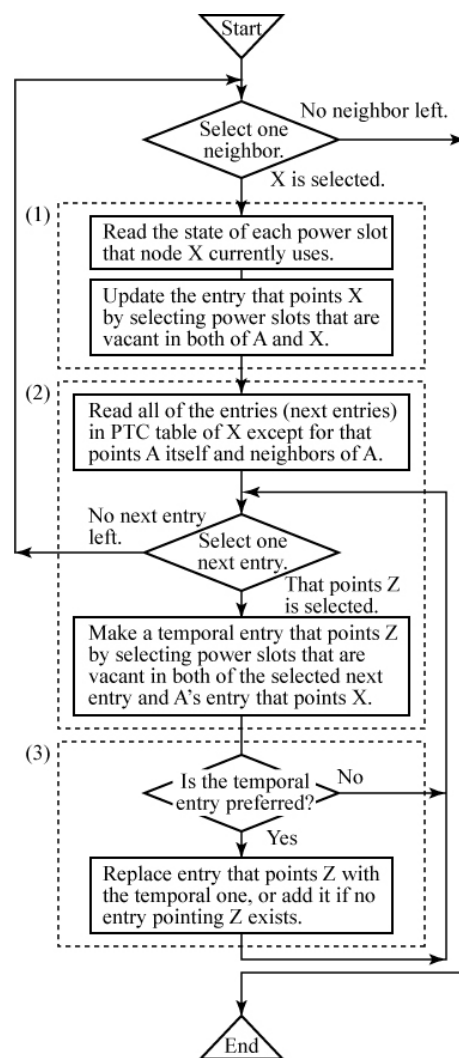 Start
No neighbor left.
Select one
neighbor.
X is selected.
(1)
Read the state of each power slot
that node X currently uses.
Update the entry that points X
by selecting power slots that are
vacant in both of A and X.
(2)
Read all of the entries (next entries)
in PTC table of X except for that
points A itself and neighbors of A.
No next entry
left.
Select one
next entry.
That points Z
is selected.
Make a temporal entry that points Z
by selecting power slots that are
vacant in both of the selected next
entry and A's entry that points X.
(3)
Is the temporal
entry preferred?
No
Yes
Replace entry that points Z with
the temporal one, or add it if no
entry pointing Z exists.
End